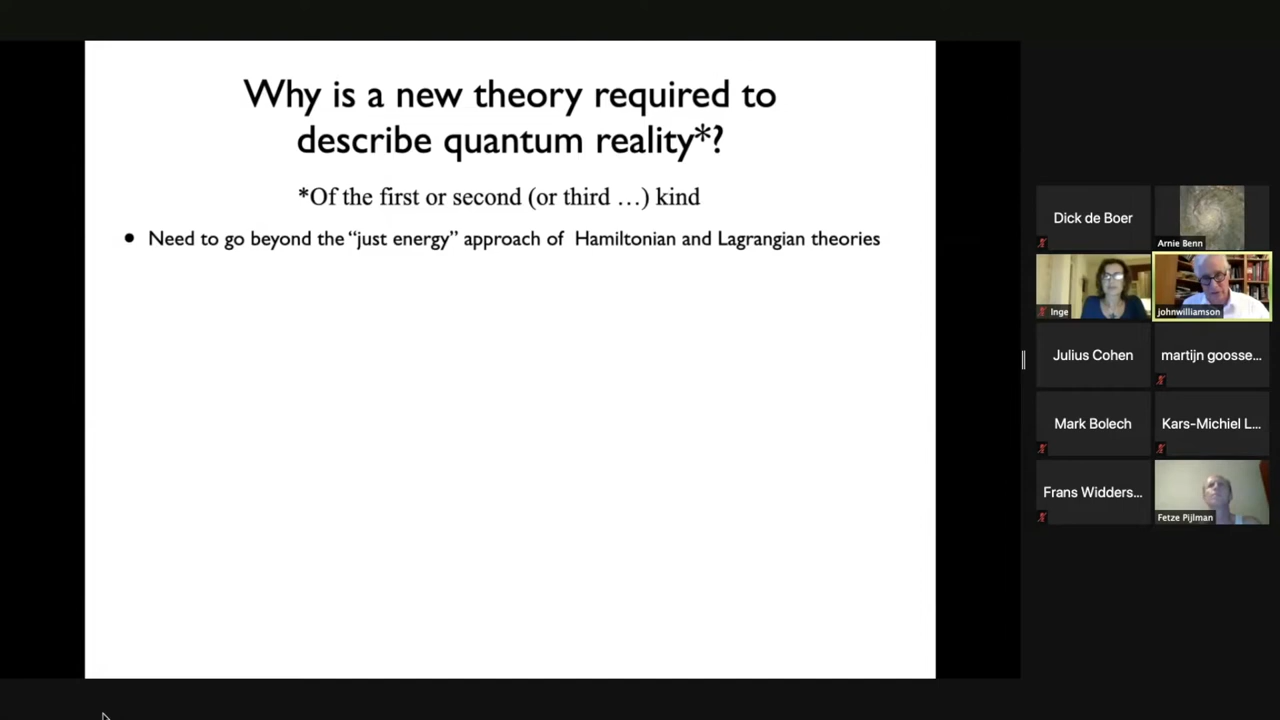 Why is a new theory required to
describe quantum reality*?
*Of the first or second (or third …) kind
● Need to go beyond the “just energy” approach of Hamiltonian and Lagrangian theories
Dick de Boer
Arnie Benn
Inge
johnwilliamson
Julius Cohen
martijn goosse...
Mark Bolech
Kars-Michiel L...
Frans Widders...
Fetze Pijlman